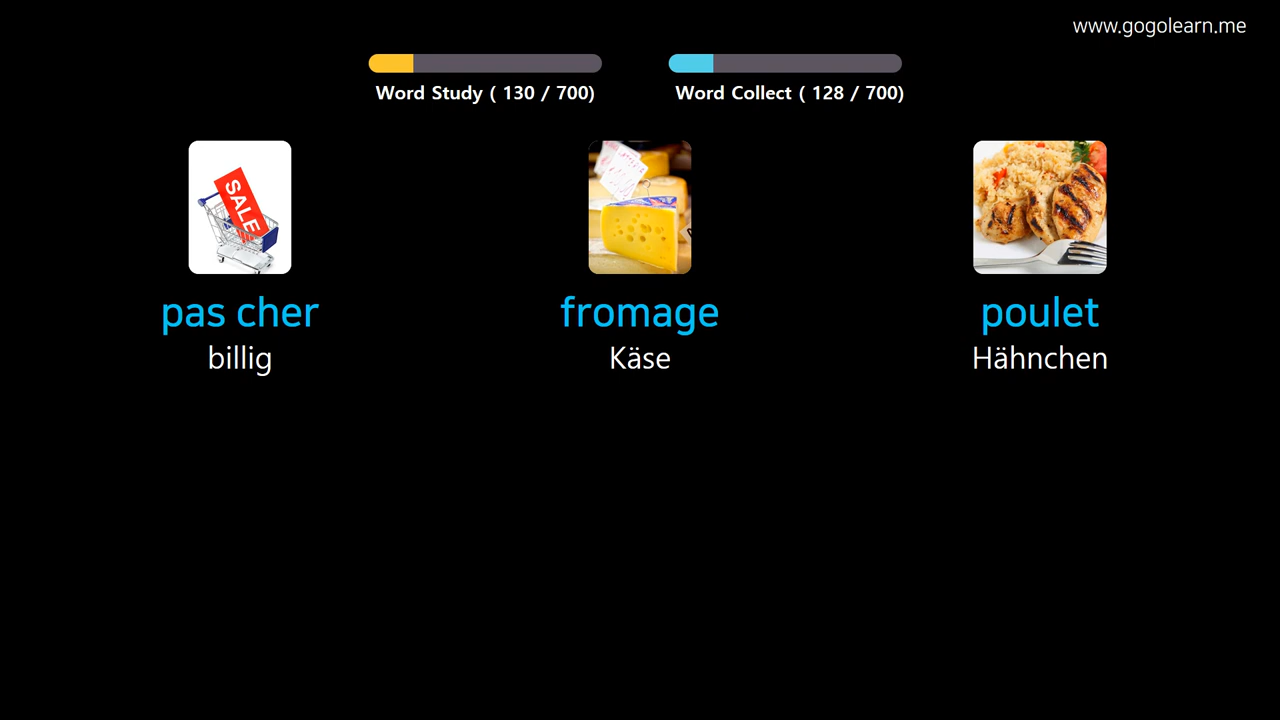 www.gogolearn.me
Word Study ( 130 / 700)
Word Collect ( 128 / 700)
SALE
pas cher
billig
fromage
Käse
poulet
Hähnchen